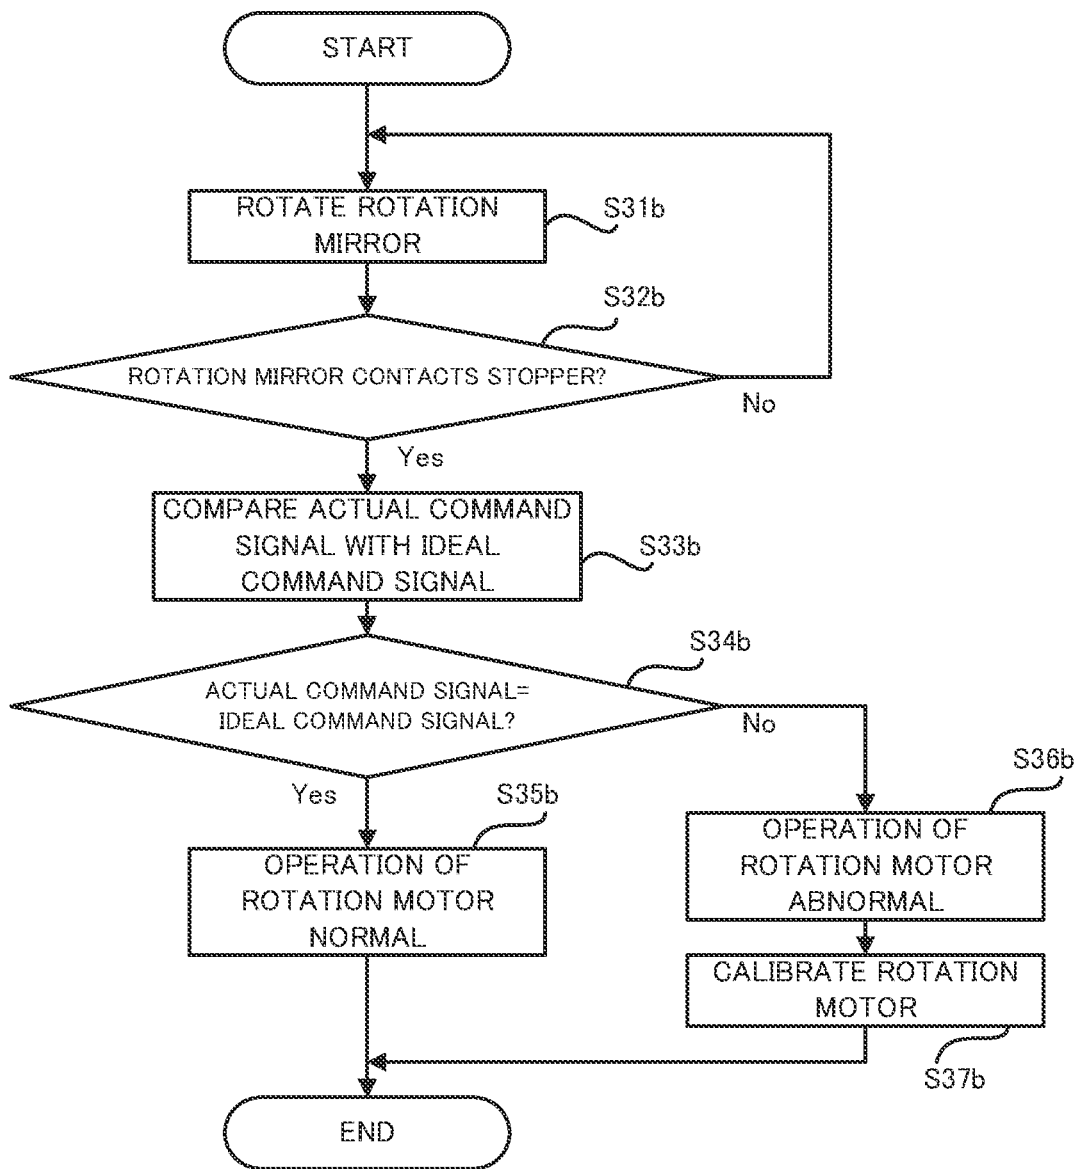 START
ROTATE ROTATION
MIRROR
S31b
S32b
ROTATION MIRROR CONTACTS STOPPER?
No
Yes
COMPARE ACTUAL COMMAND
SIGNAL WITH IDEAL
COMMAND SIGNAL
S33b
S34b
ACTUAL COMMAND SIGNAL=
IDEAL COMMAND SIGNAL?
No
Yes
S35b
S36b
OPERATION OF
ROTATION MOTOR
NORMAL
OPERATION OF
ROTATION MOTOR
ABNORMAL
CALIBRATE ROTATION
MOTOR
S37b
END